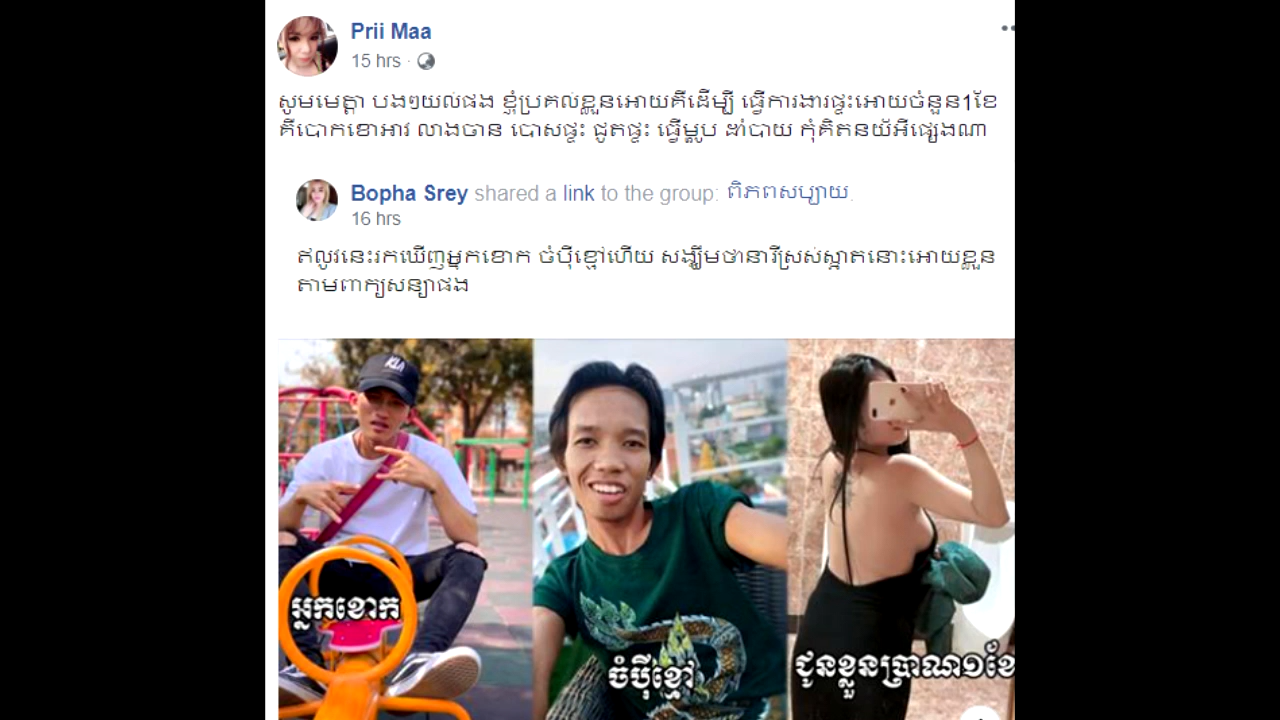 Prii Maa
15 hrs ·
សូមមេត្តា បងៗយល់ផង ខ្ញុំប្រគល់ខ្លួនអោយគឺដើម្បី ធ្វើការងារផ្ទះអោយចំនួន1ខែ
គឺបោកខោអាវ លាងចាន បោសផ្ទះ ជូតផ្ទះ ធ្វើម្ហូប ដាំបាយ កុំគិតនយ័អីផ្សេងណា
Bopha Srey shared a link to the group: ពិភពសប្បាយ.
16 hrs
ឥលូវនេះរកឃើញអ្នកខោក ចំប៉ីខ្មៅហើយ សង្ឃឹមថានារីស្រស់ស្អាតនោះអោយខ្លួន
តាមពាក្យសន្យាផង
អ្នកខោក
ចំប៉ីខ្មៅ
ជូនខ្លួនប្រាណ១ខែ